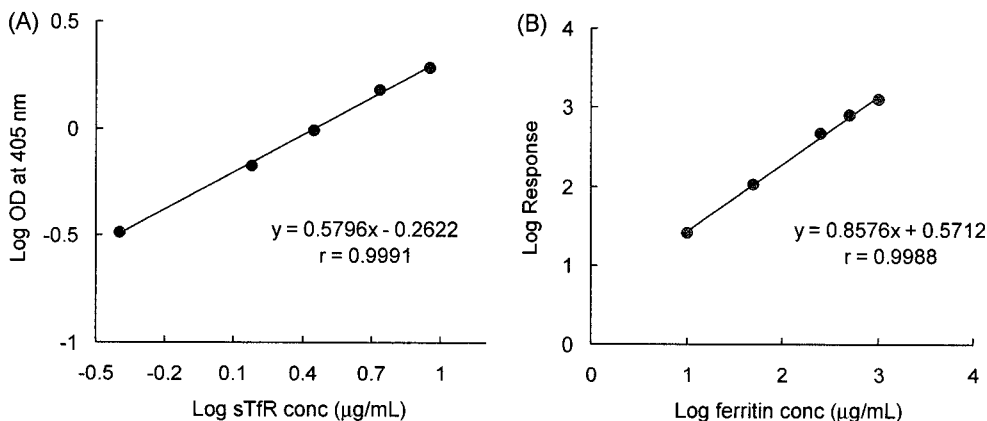 (A)
0.5
0
-0.5
-1
Log OD at 405 nm
y = 0.5796x - 0.2622
r = 0.9991
-0.5 -0.2 0.1 0.4 0.7 1
Log sTfR conc (μg/mL)
(B)
4
3
2
1
0
Log Response
y = 0.8576x + 0.5712
r = 0.9988
0 1 2 3 4
Log ferritin conc (μg/mL)